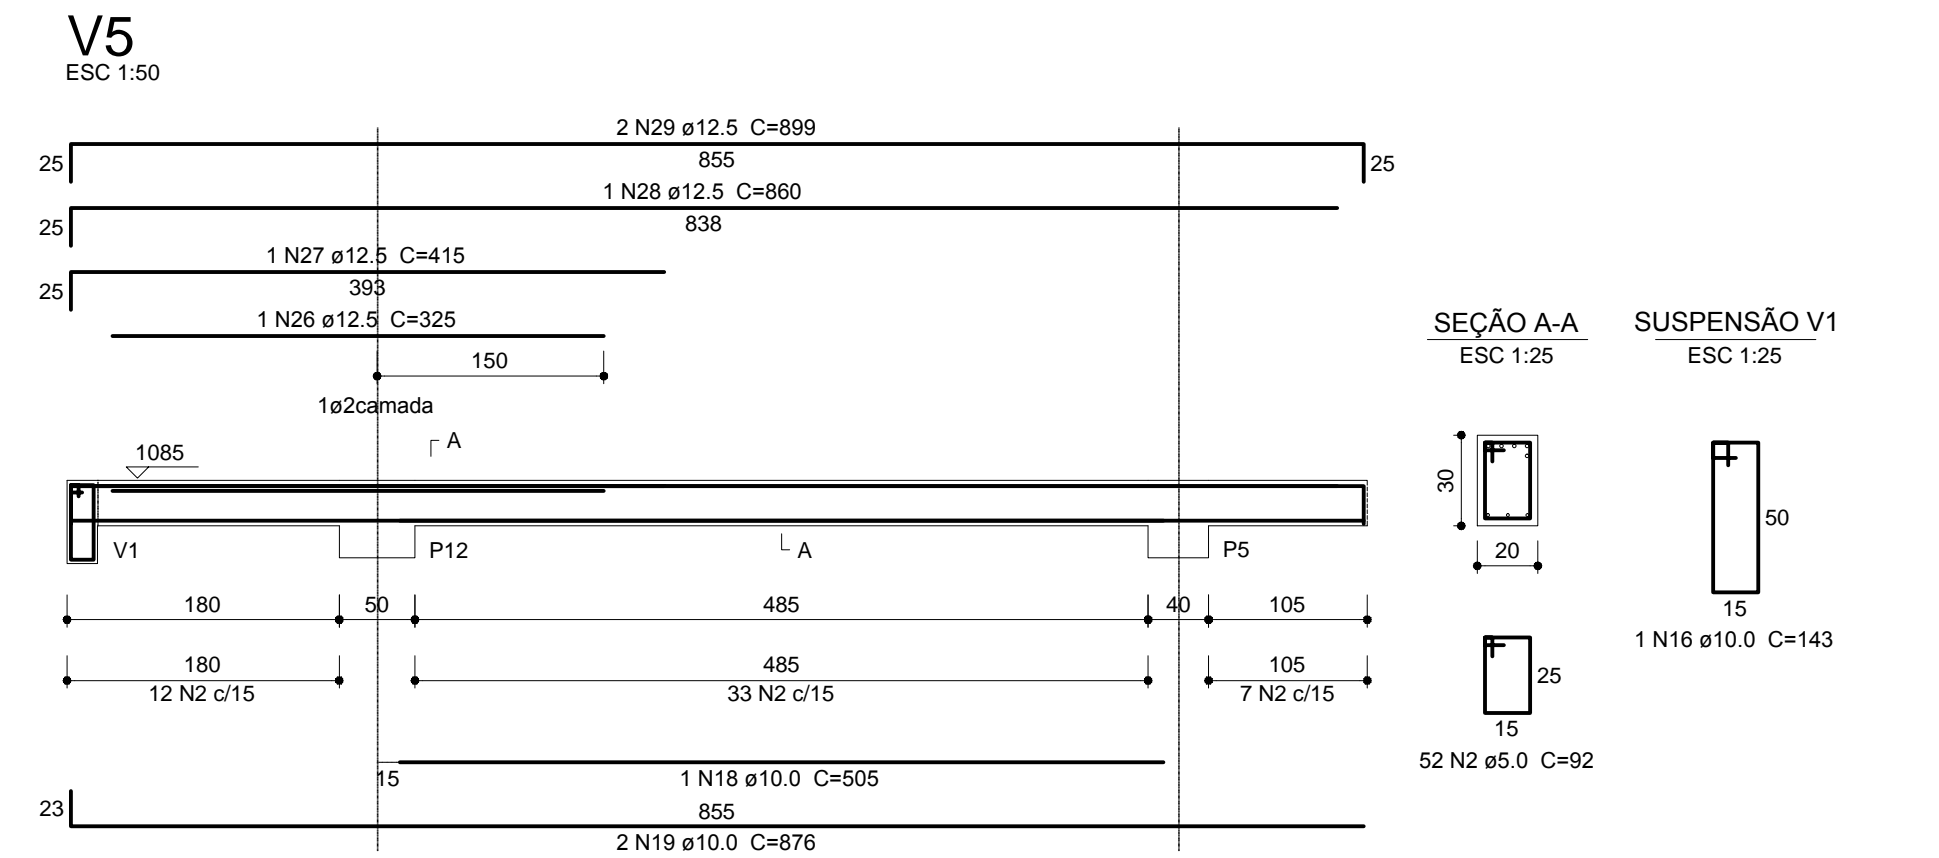 V5
ESC 1:50
2 N29 ø12.5 C=899
25
855
25
1 N28 ø12.5 C=860
25
838
1 N27 ø12.5 C=415
25
393
1 N26 ø12.5 C=325
150
1ø2camada
A
1085
V1
P12
A
P5
180
50
485
40
105
180
485
105
12 N2 c/15
33 N2 c/15
7 N2 c/15
15
1 N18 ø10.0 C=505
23
855
2 N19 ø10.0 C=876
SEÇÃO A-A
ESC 1:25
30
20
25
15
52 N2 ø5.0 C=92
SUSPENSÃO V1
ESC 1:25
50
15
1 N16 ø10.0 C=143